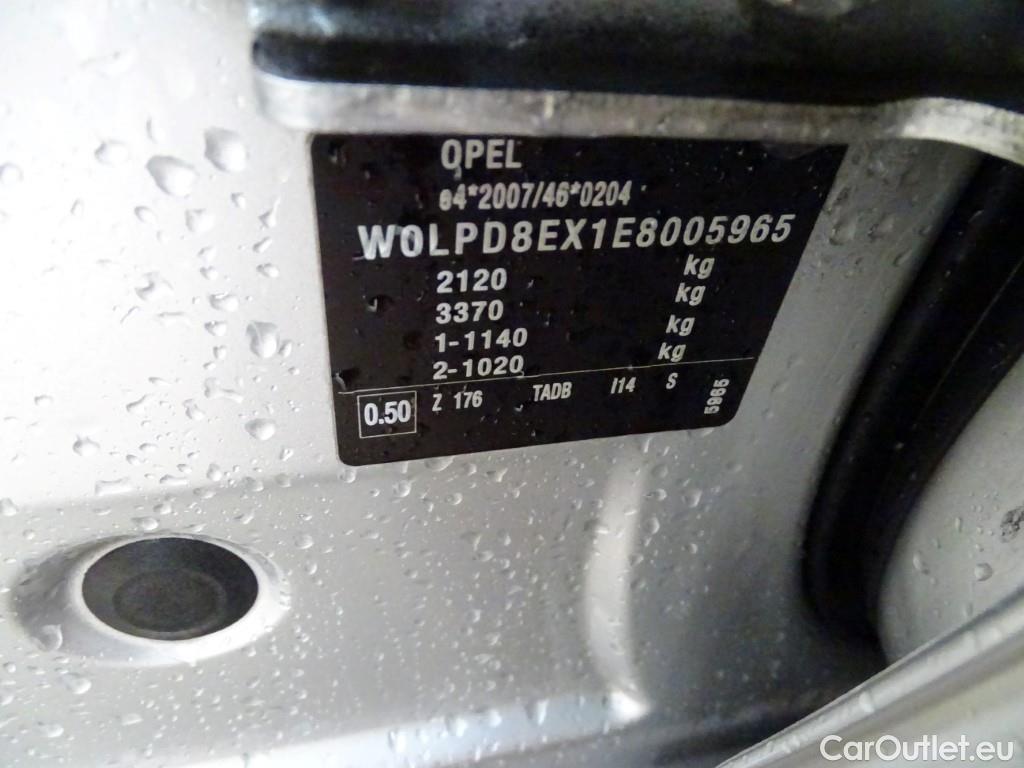 OPEL
e4*2007/46*0204
W0LPD8EX1E8005965
2120 kg
3370 kg
1-1140 kg
2-1020 kg
0.50 Z 176 TADB I14 S 5965
CarOutlet.eu